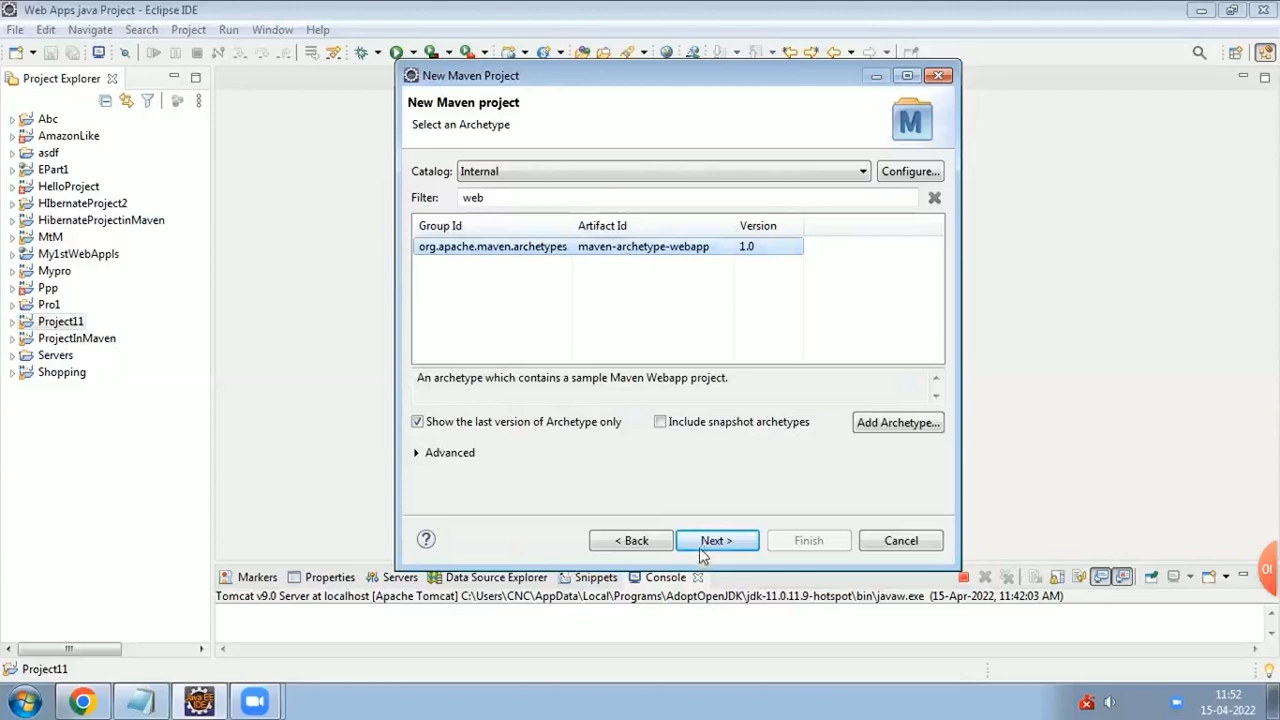 Web Apps java Project - Eclipse IDE
File Edit Navigate Search Project Run Window Help
Project Explorer
Abc
AmazonLike
asdf
EPart1
HelloProject
HIbernateProject2
HibernateProjectinMaven
MtM
My1stWebAppls
Mypro
Ppp
Pro1
Project11
ProjectInMaven
Servers
Shopping
New Maven Project
New Maven project
Select an Archetype
M
Catalog: Internal Configure...
Filter: web
Group Id Artifact Id Version
org.apache.maven.archetypes maven-archetype-webapp 1.0
An archetype which contains a sample Maven Webapp project.
Show the last version of Archetype only Include snapshot archetypes Add Archetype...
Advanced
? < Back Next > Finish Cancel
Markers Properties Servers Data Source Explorer Snippets Console
Tomcat v9.0 Server at localhost [Apache Tomcat] C:\Users\CNC\AppData\Local\Programs\AdoptOpenJDK\jdk-11.0.11.9-hotspot\bin\javaw.exe (15-Apr-2022, 11:42:03 AM)
Project11
Java EE
IDE
11:52
15-04-2022